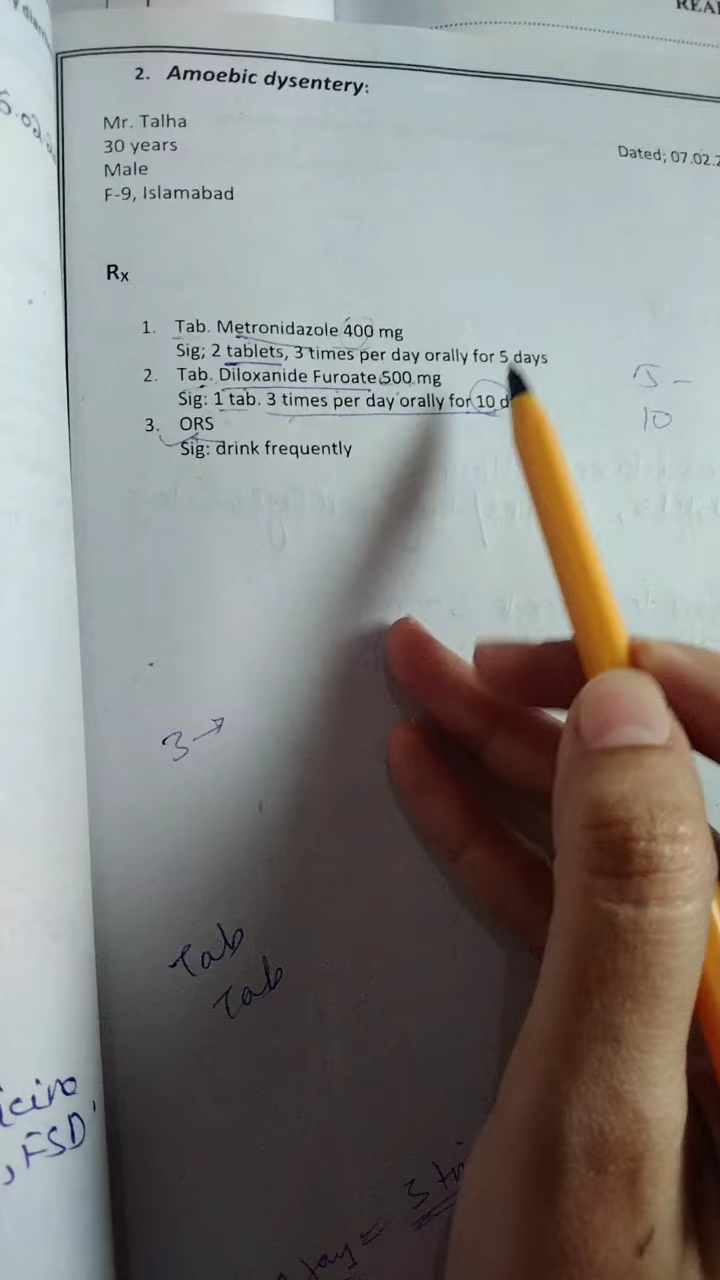 2. Amoebic dysentery:
Mr. Talha
30 years
Male
F-9, Islamabad
Dated; 07.02.2
Rx
1. Tab. Metronidazole 400 mg
Sig; 2 tablets, 3 times per day orally for 5 days
2. Tab. Diloxanide Furoate 500 mg
Sig: 1 tab. 3 times per day orally for 10 d
3. ORS
Sig: drink frequently
5 -
10
3 →
Tab
Tab
, FSD
= 3